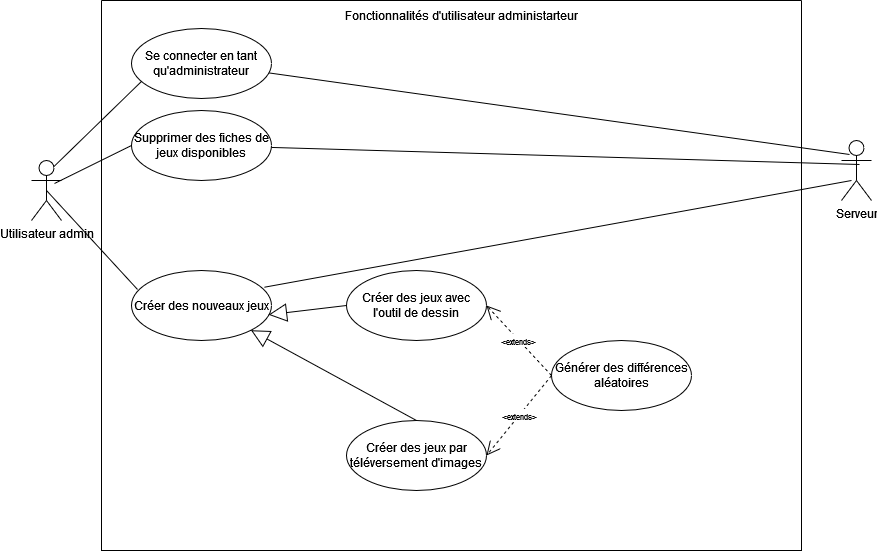 Fonctionnalités d'utilisateur administarteur
Se connecter en tant
qu'administrateur
Supprimer des fiches de
jeux disponibles
Utilisateur admin
Serveur
Créer des nouveaux jeux
Créer des jeux avec
l'outil de dessin
<extends>
Générer des différences
aléatoires
<extends>
Créer des jeux par
téléversement d'images